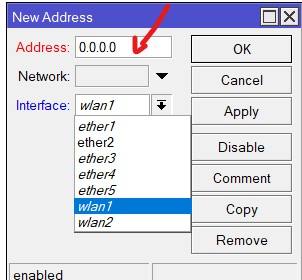 New Address
Address: 0.0.0.0
OK
Network:
Cancel
Interface: wlan1
Apply
ether1
ether2
Disable
ether3
ether4
Comment
ether5
wlan1
Copy
wlan2
Remove
enabled